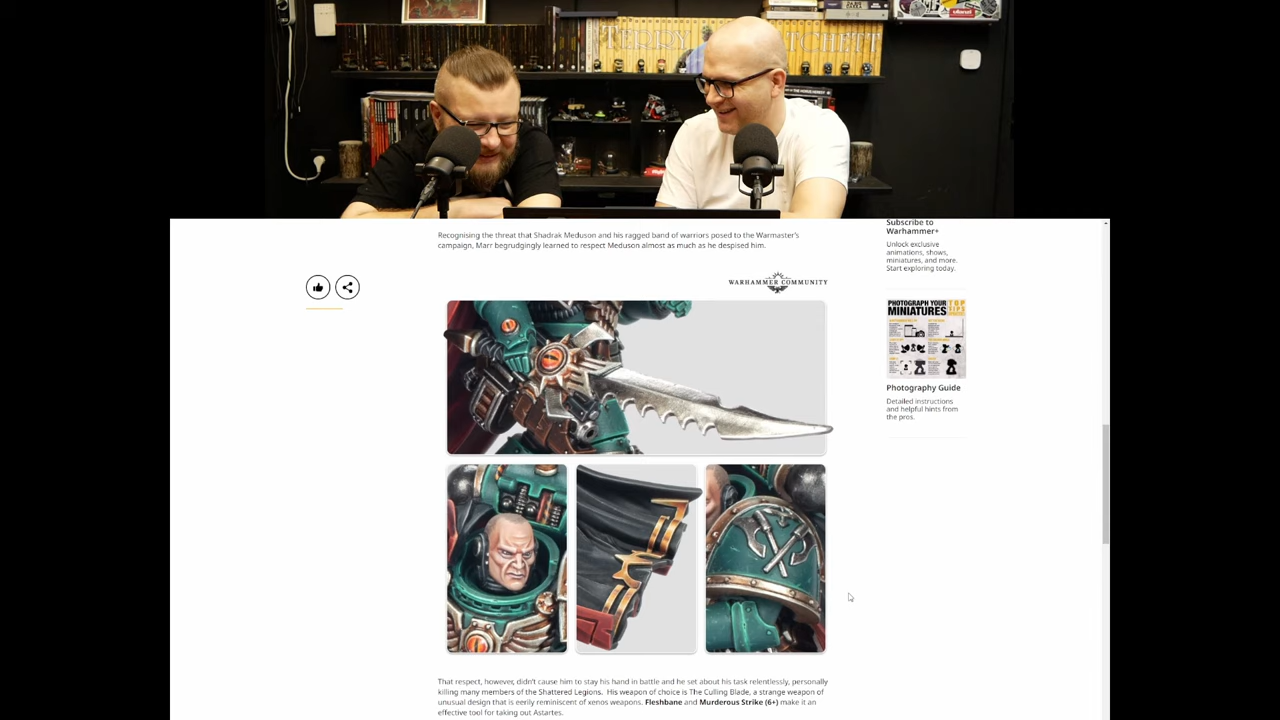 TERRY PRATCHETT
Recognising the threat that Shadrak Meduson and his ragged band of warriors posed to the Warmaster's
campaign, Marr begrudgingly learned to respect Meduson almost as much as he despised him.
WARHAMMER COMMUNITY
Subscribe to
Warhammer+
Unlock exclusive
animations, shows,
miniatures, and more.
Start exploring today.
PHOTOGRAPH YOUR
MINIATURES
TOP
TIPS
Photography Guide
Detailed instructions
and helpful hints from
the pros.
That respect, however, didn't cause him to stay his hand in battle and he set about his task relentlessly, personally
killing many members of the Shattered Legions. His weapon of choice is The Culling Blade, a strange weapon of
unusual design that is eerily reminiscent of xenos weapons. Fleshbane and Murderous Strike (6+) make it an
effective tool for taking out Astartes.